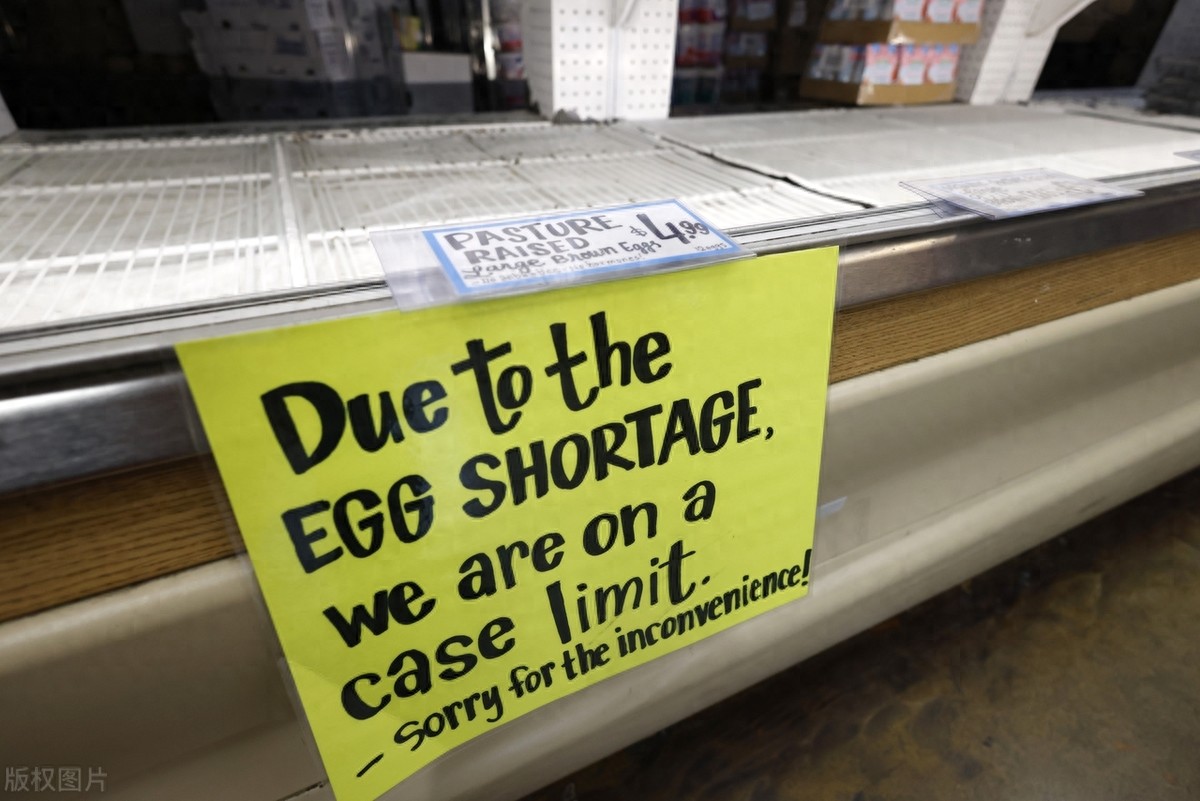 PASTURE
RAISED $4.99
Large Brown Eggs
Due to the
EGG SHORTAGE,
we are on a
case limit.
- sorry for the inconvenience!
版权图片